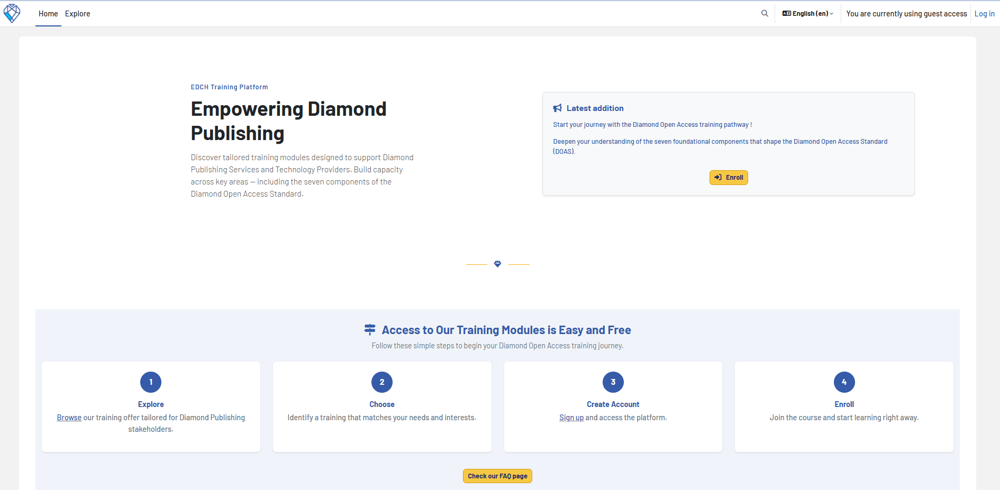 Home Explore
English (en)
You are currently using guest access
Log in
EDCH Training Platform
Empowering Diamond
Publishing
Discover tailored training modules designed to support Diamond
Publishing Services and Technology Providers. Build capacity
across key areas — including the seven components of the
Diamond Open Access Standard.
Latest addition
Start your journey with the Diamond Open Access training pathway !
Deepen your understanding of the seven foundational components that shape the Diamond Open Access Standard
(DOAS).
Enroll
Access to Our Training Modules is Easy and Free
Follow these simple steps to begin your Diamond Open Access training journey.
1
Explore
Browse our training offer tailored for Diamond Publishing
stakeholders.
2
Choose
Identify a training that matches your needs and interests.
3
Create Account
Sign up and access the platform.
4
Enroll
Join the course and start learning right away.
Check our FAQ page